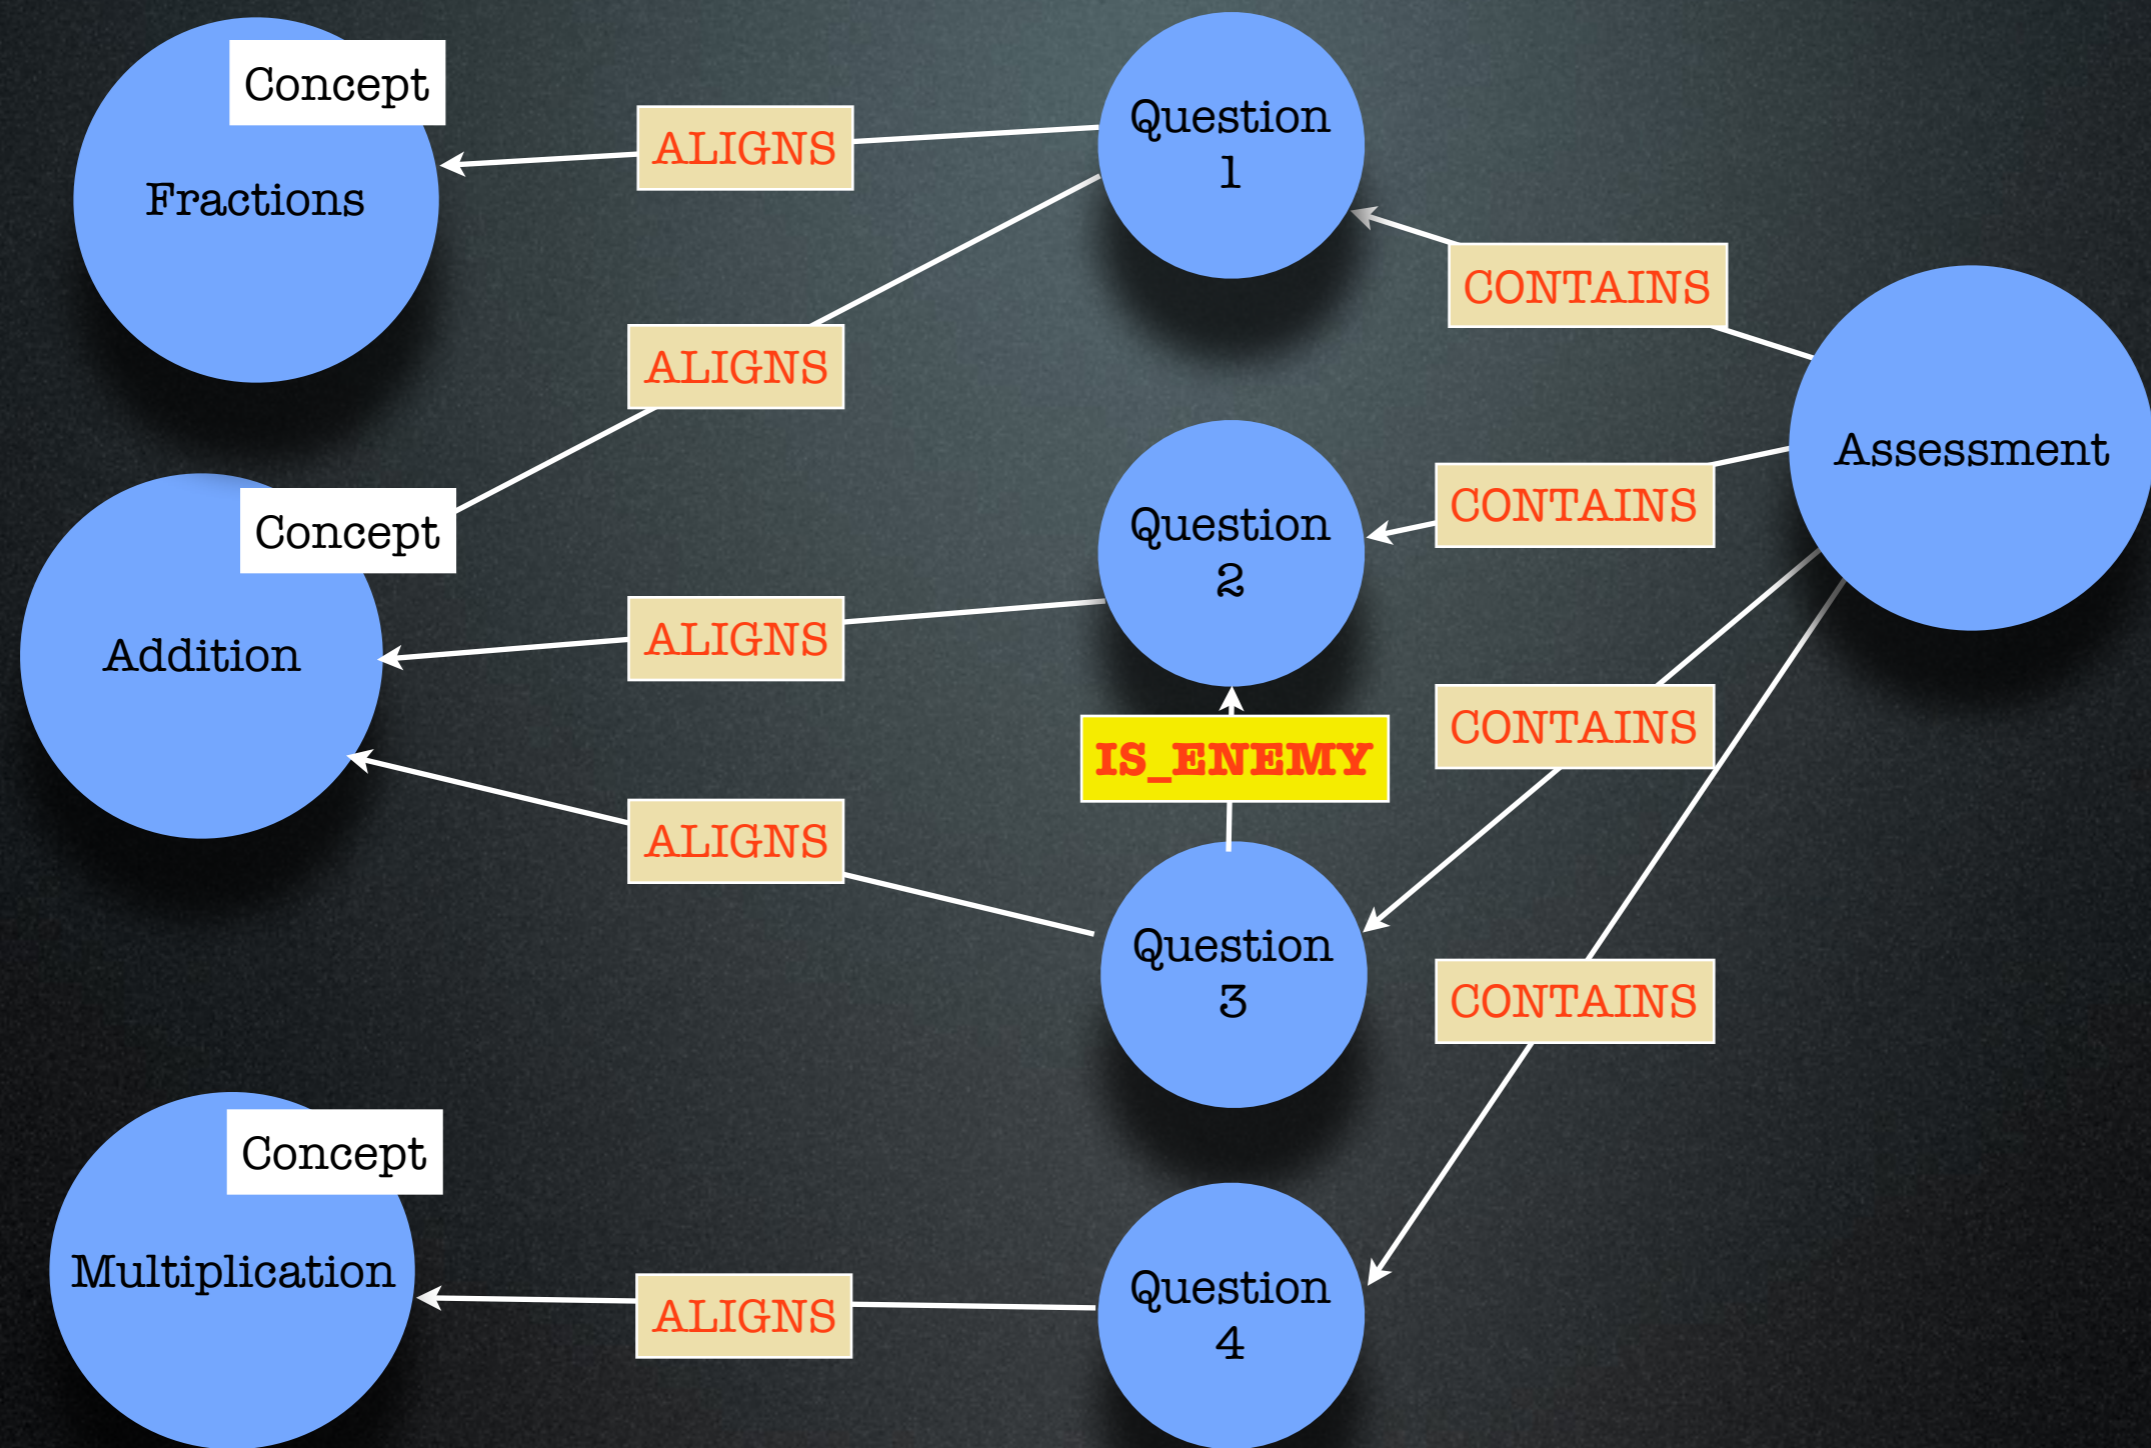 Concept
Fractions
ALIGNS
Question
1
CONTAINS
ALIGNS
Assessment
Concept
Addition
ALIGNS
Question
2
CONTAINS
IS_ENEMY
CONTAINS
ALIGNS
Question
3
CONTAINS
Concept
Multiplication
ALIGNS
Question
4